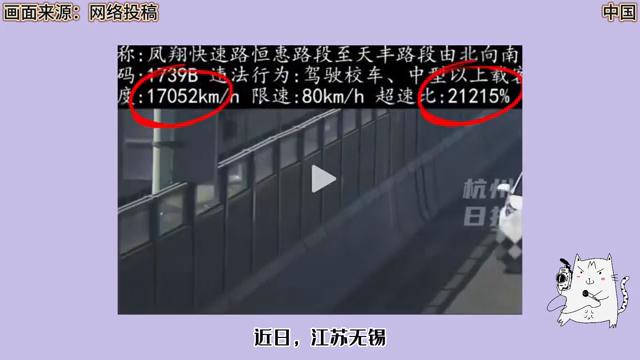 画面来源：网络投稿
中国
称:凤翔快速路恒惠路段至天丰路段由北向南
码:1739B 违法行为:驾驶校车、中型以上载客
度:17052km/h 限速:80km/h 超速比:21215%
杭州
日报
近日，江苏无锡